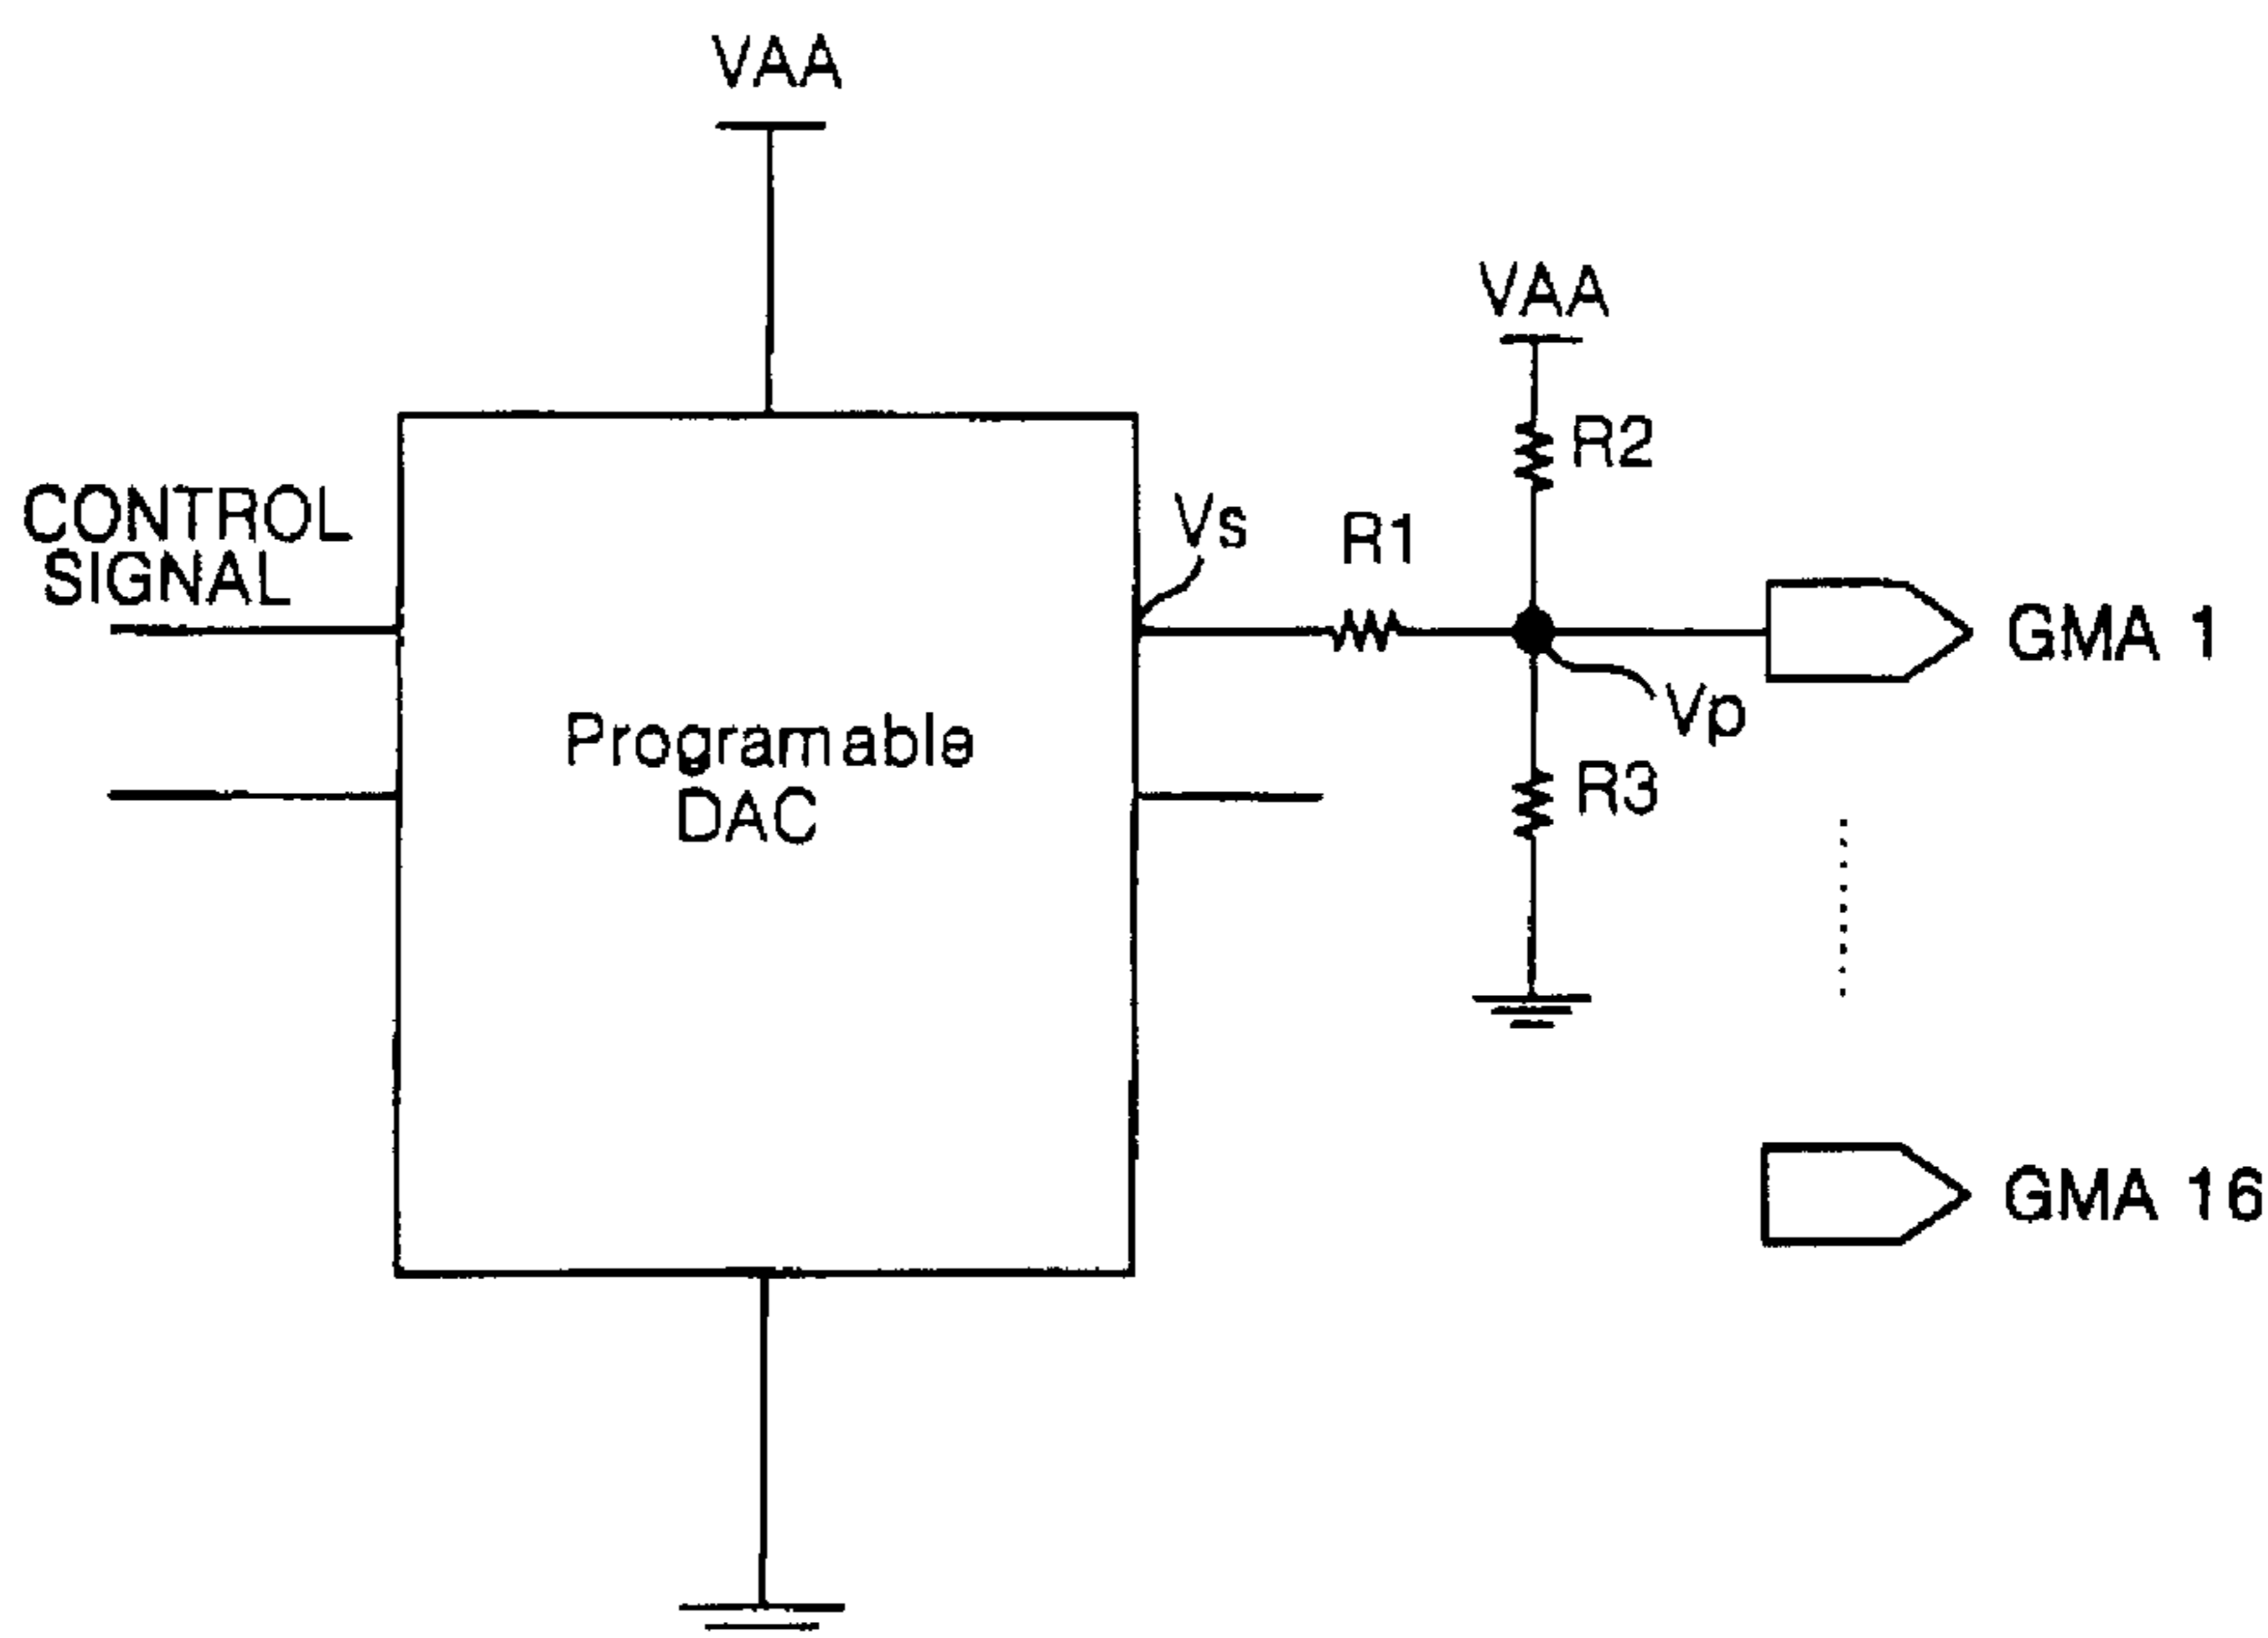 VAA
VAA
R2
CONTROL
SIGNAL
Vs
R1
GMA 1
Vp
Programable
DAC
R3
GMA 16